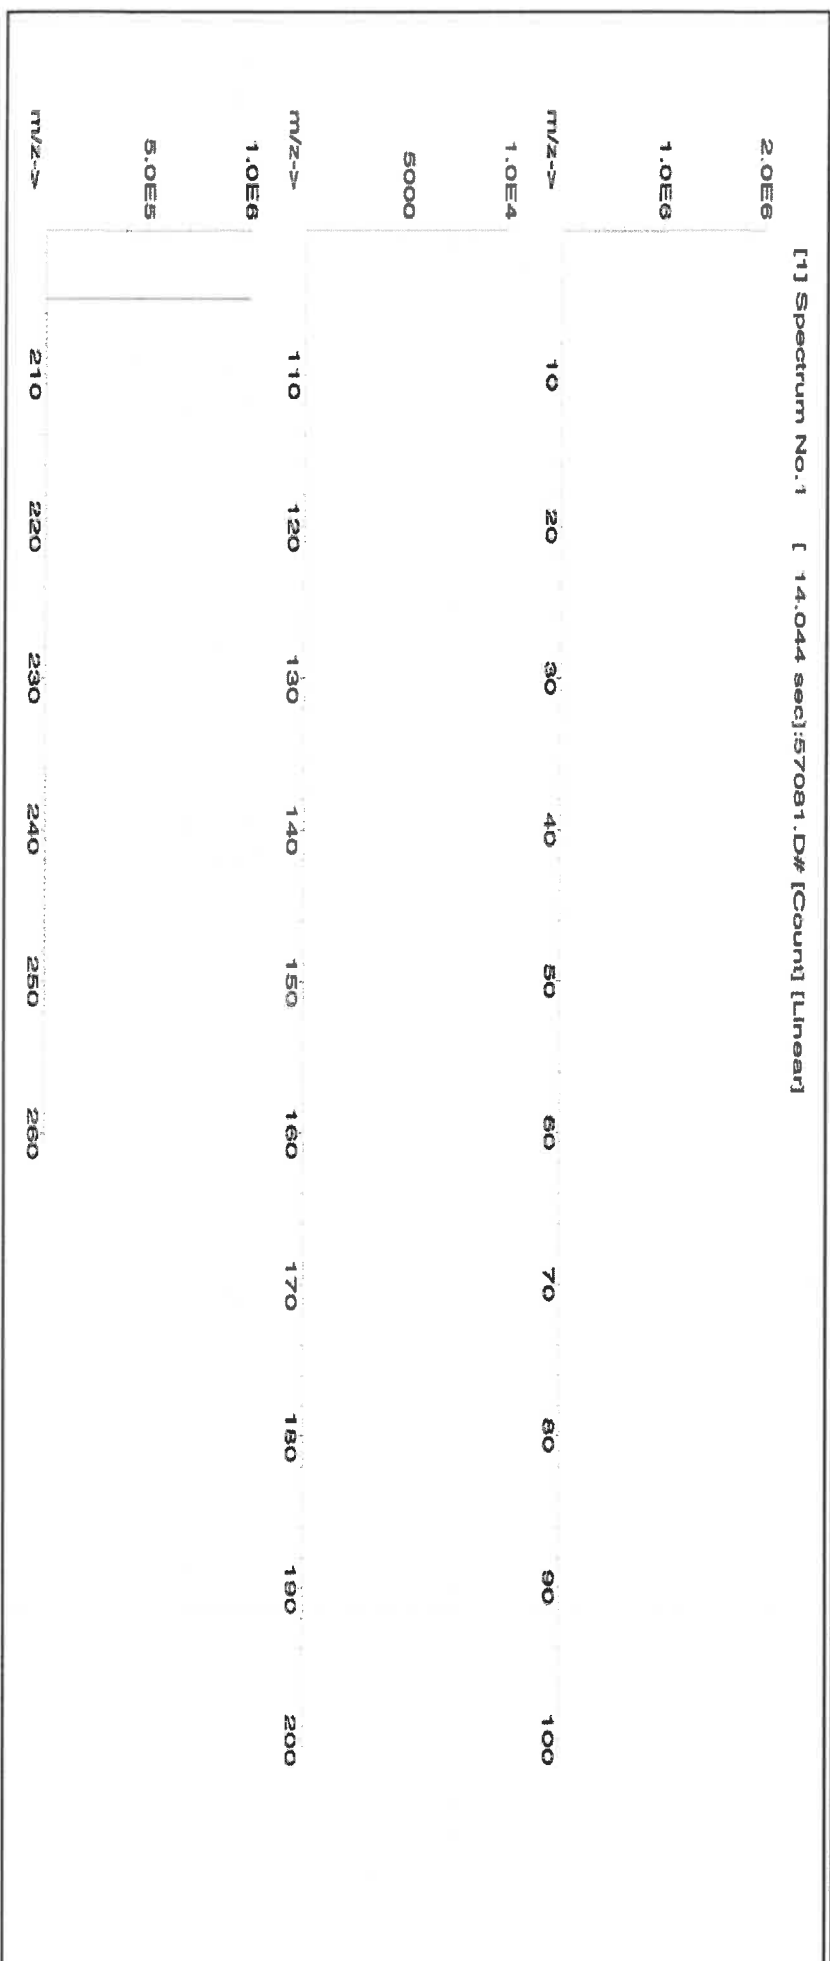 [1] Spectrum No.1 [ 14.044 sec]:57081.D# [Count] [Linear]
2.0E6
1.0E6
m/z-> 10 20 30 40 50 60 70 80 90 100
1.0E4
5000
m/z-> 110 120 130 140 150 160 170 180 190 200
1.0E6
5.0E5
m/z-> 210 220 230 240 250 260